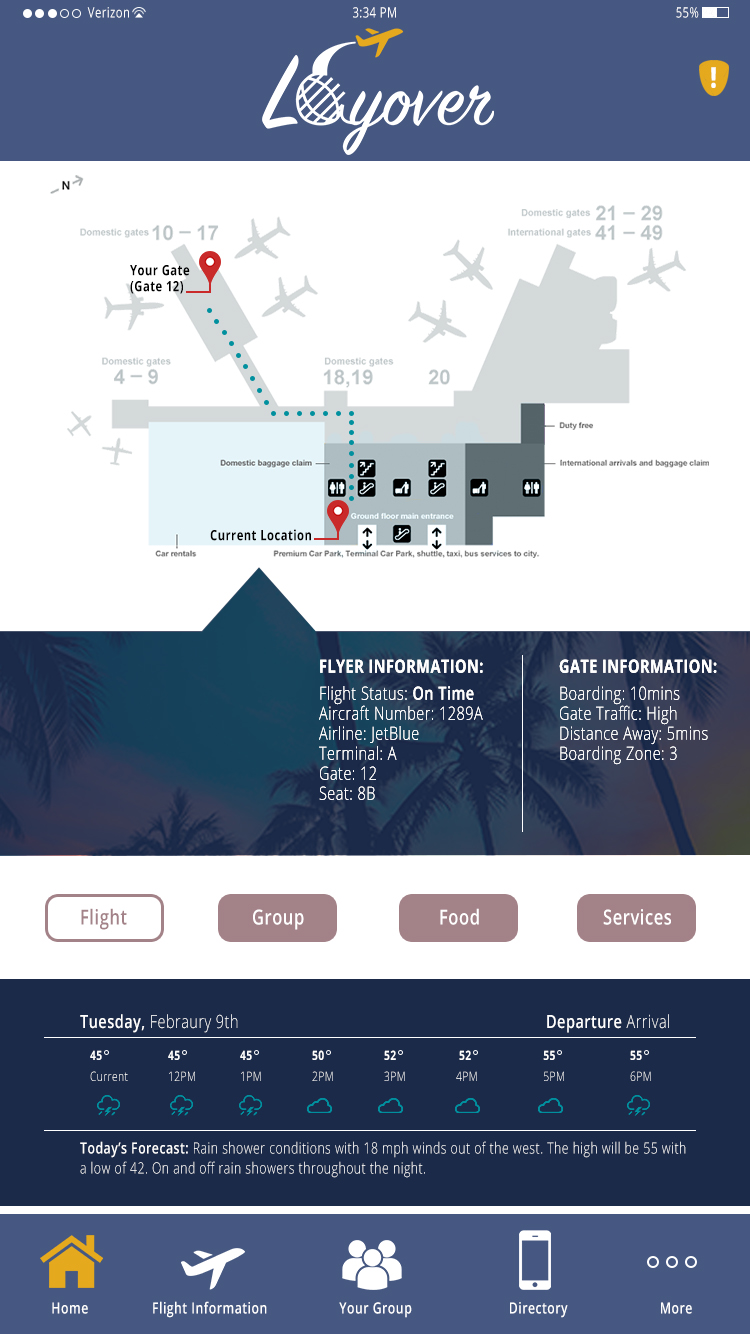 Verizon 3:34 PM 55%
Layover
N
Domestic gates 10 – 17
Domestic gates 21 – 29
International gates 41 – 49
Your Gate
(Gate 12)
Domestic gates
4 – 9
Domestic gates
18,19 20
Duty free
Domestic baggage claim
International arrivals and baggage claim
Ground floor main entrance
Current Location
Car rentals
Premium Car Park, Terminal Car Park, shuttle, taxi, bus services to city.
FLYER INFORMATION:
Flight Status: On Time
Aircraft Number: 1289A
Airline: JetBlue
Terminal: A
Gate: 12
Seat: 8B
GATE INFORMATION:
Boarding: 10mins
Gate Traffic: High
Distance Away: 5mins
Boarding Zone: 3
Flight Group Food Services
Tuesday, Febraury 9th Departure Arrival
45° 45° 45° 50° 52° 52° 55° 55°
Current 12PM 1PM 2PM 3PM 4PM 5PM 6PM
Today's Forecast: Rain shower conditions with 18 mph winds out of the west. The high will be 55 with
a low of 42. On and off rain showers throughout the night.
Home Flight Information Your Group Directory More